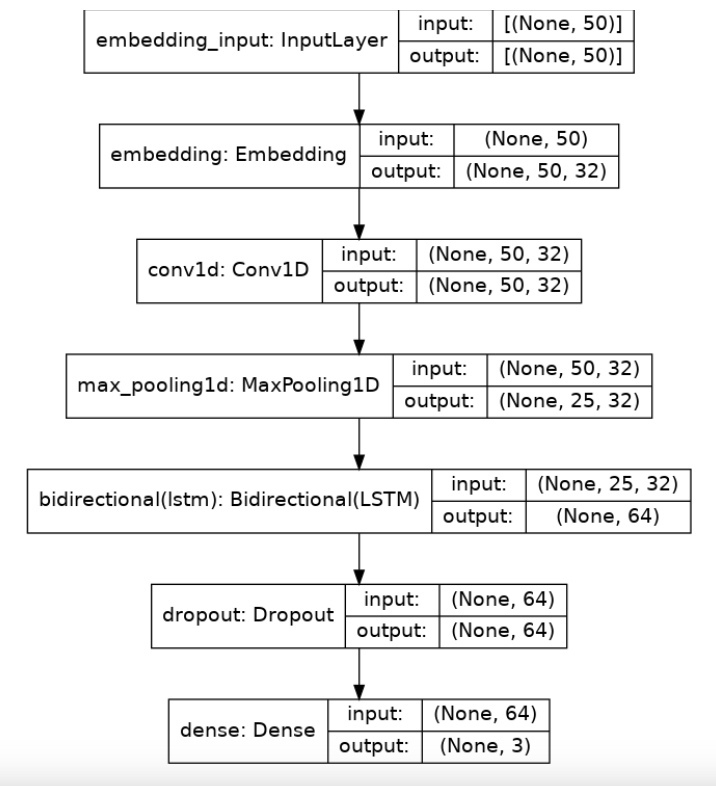 embedding_input: InputLayer
input: [(None, 50)]
output: [(None, 50)]
embedding: Embedding
input: (None, 50)
output: (None, 50, 32)
conv1d: Conv1D
input: (None, 50, 32)
output: (None, 50, 32)
max_pooling1d: MaxPooling1D
input: (None, 50, 32)
output: (None, 25, 32)
bidirectional(lstm): Bidirectional(LSTM)
input: (None, 25, 32)
output: (None, 64)
dropout: Dropout
input: (None, 64)
output: (None, 64)
dense: Dense
input: (None, 64)
output: (None, 3)